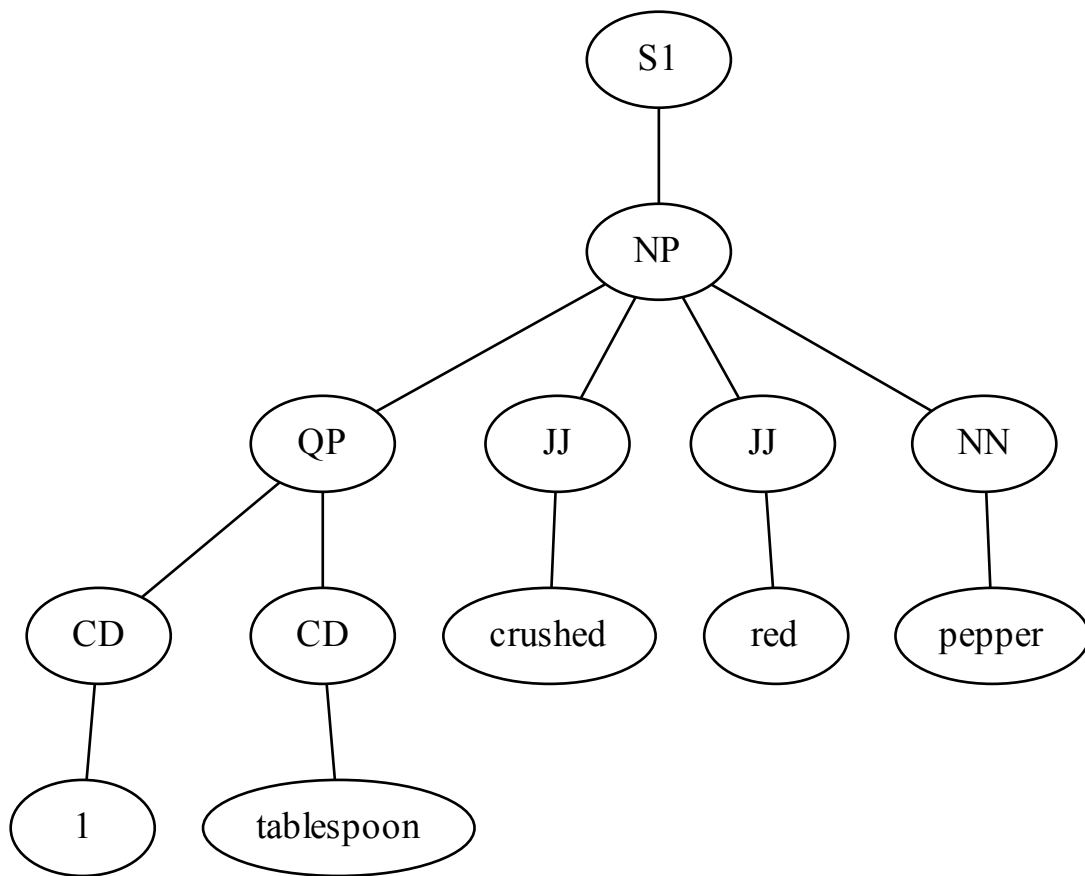 S1
NP
QP JJ JJ NN
CD CD crushed red pepper
1 tablespoon